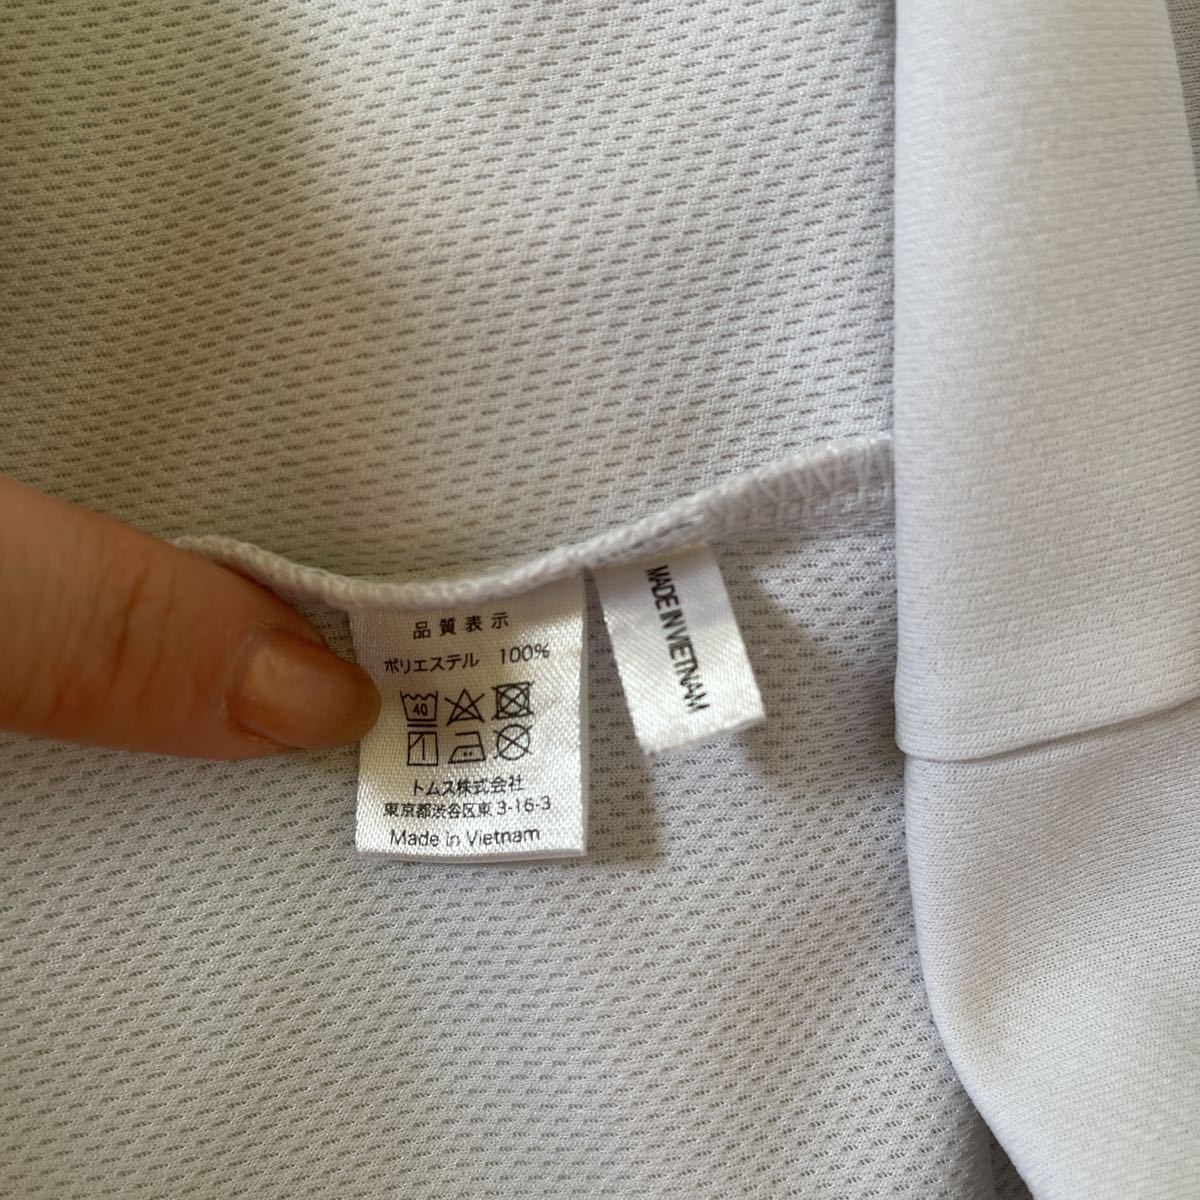 品質表示
ポリエステル 100%
40
トムス株式会社
東京都渋谷区東 3-16-3
Made in Vietnam
MADE IN VIETNAM